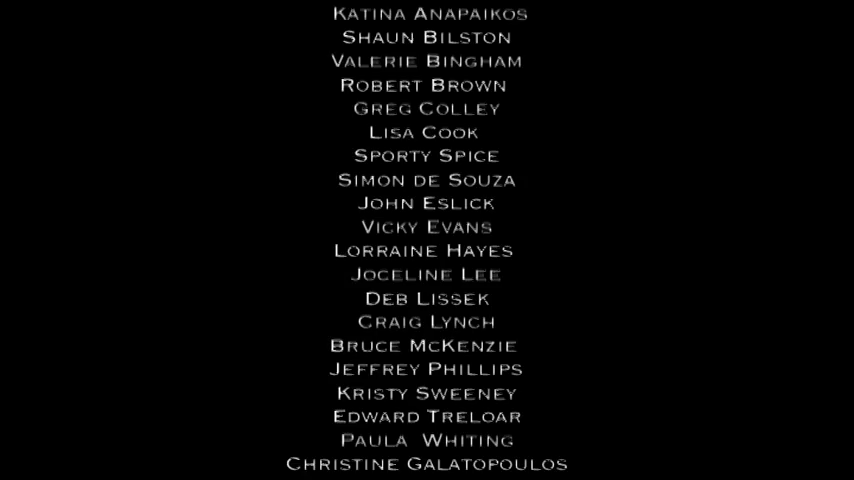 KATINA ANAPAIKOS
SHAUN BILSTON
VALERIE BINGHAM
ROBERT BROWN
GREG COLLEY
LISA COOK
SPORTY SPICE
SIMON DE SOUZA
JOHN ESLICK
VICKY EVANS
LORRAINE HAYES
JOCELINE LEE
DEB LISSEK
CRAIG LYNCH
BRUCE MCKENZIE
JEFFREY PHILLIPS
KRISTY SWEENEY
EDWARD TRELOAR
PAULA WHITING
CHRISTINE GALATOPOULOS